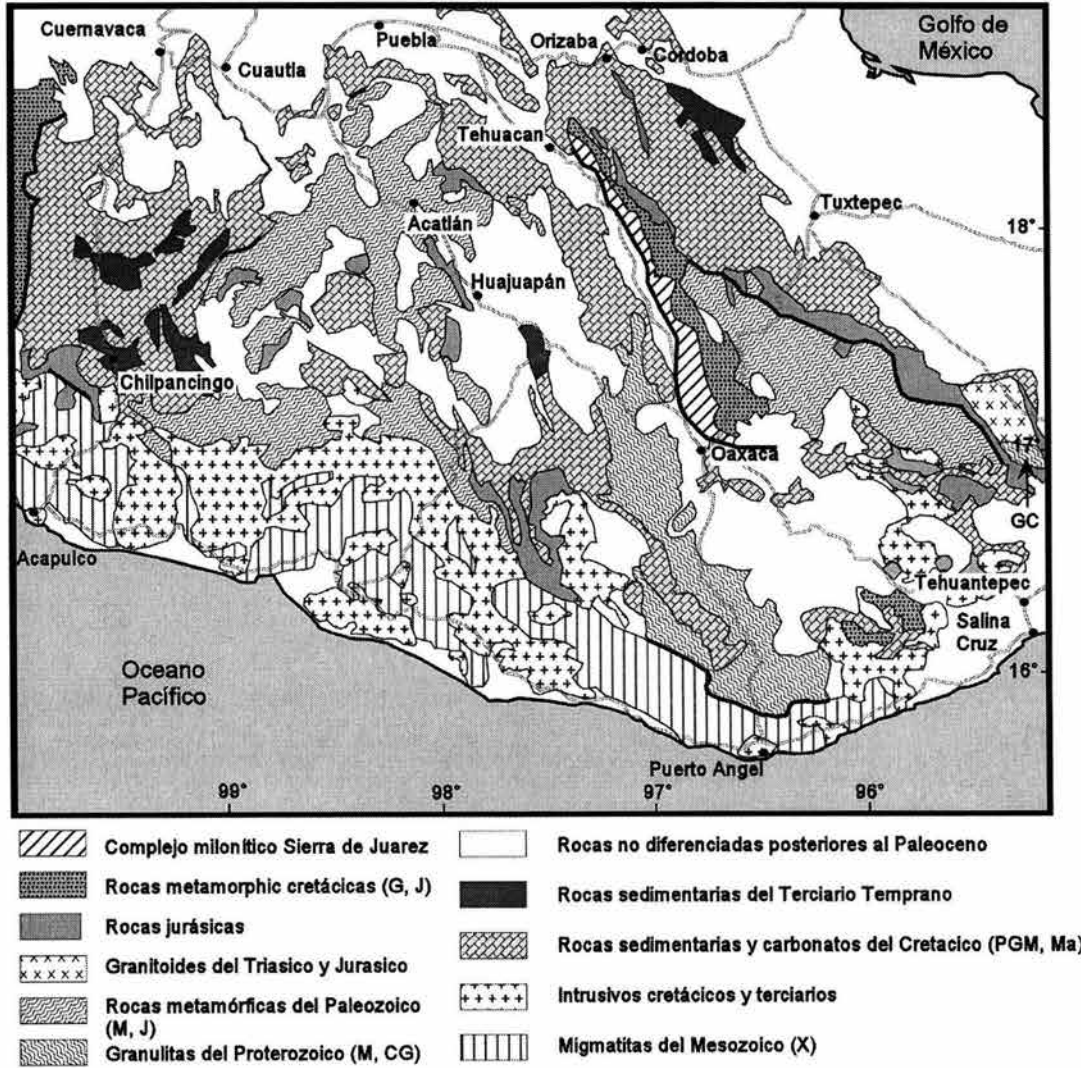 Golfo de
México
Cuernavaca
Cuautla
Puebla
Orizaba
Cordoba
Tehuacan
Tuxtepec
18°
Acatlán
Huajuapán
Chilpancingo
Oaxaca
17°
GC
Acapulco
Tehuantepec
Salina
Cruz
Oceano
Pacífico
16°
Puerto Angel
99°
98°
97°
96°
Complejo milonítico Sierra de Juarez
Rocas metamorphic cretácicas (G, J)
Rocas jurásicas
Granitoides del Triasico y Jurasico
Rocas metamórficas del Paleozoico
(M, J)
Granulitas del Proterozoico (M, CG)
Rocas no diferenciadas posteriores al Paleoceno
Rocas sedimentarias del Terciario Temprano
Rocas sedimentarias y carbonatos del Cretacico (PGM, Ma)
Intrusivos cretácicos y terciarios
Migmatitas del Mesozoico (X)